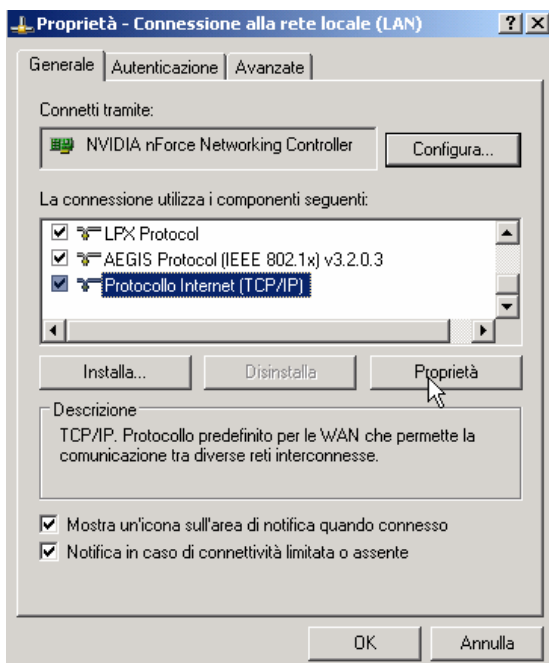 Proprietà - Connessione alla rete locale (LAN)
Generale Autenticazione Avanzate
Connetti tramite:
NVIDIA nForce Networking Controller Configura...
La connessione utilizza i componenti seguenti:
LPX Protocol
AEGIS Protocol (IEEE 802.1x) v3.2.0.3
Protocollo Internet (TCP/IP)
Installa... Disinstalla Proprietà
Descrizione
TCP/IP. Protocollo predefinito per le WAN che permette la
comunicazione tra diverse reti interconnesse.
Mostra un'icona sull'area di notifica quando connesso
Notifica in caso di connettività limitata o assente
OK Annulla